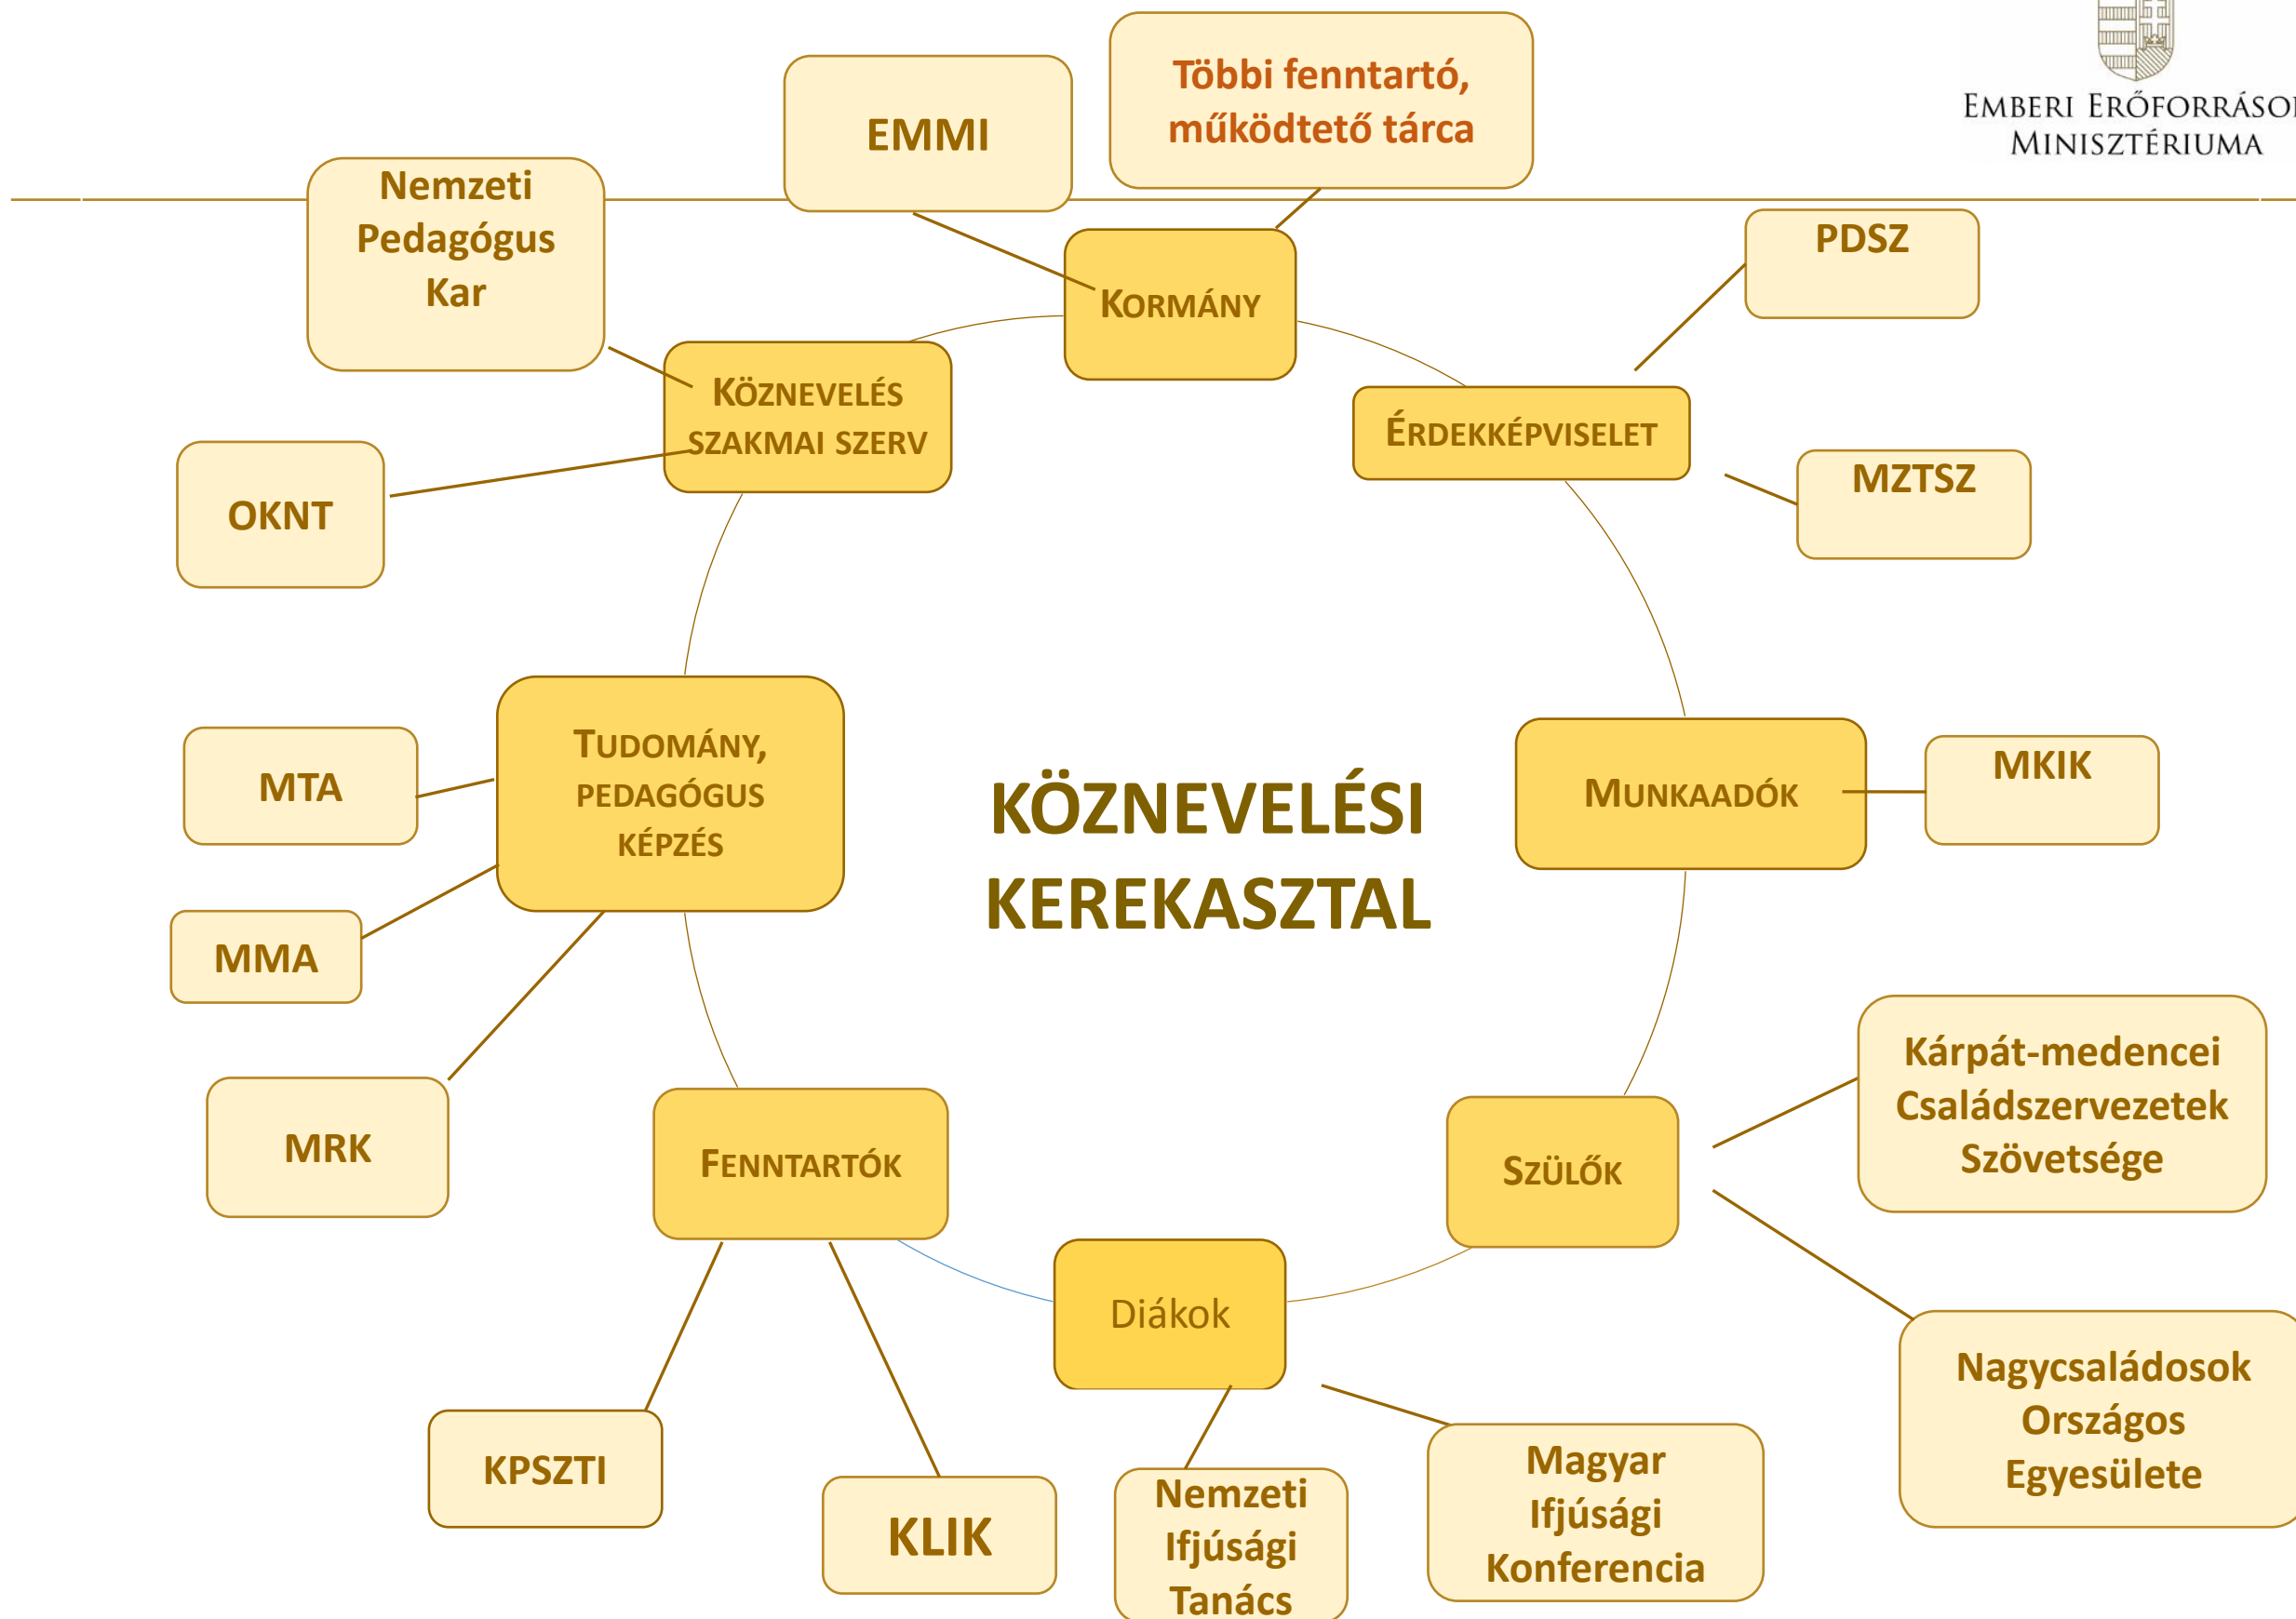 EMBERI ERŐFORRÁSOK
MINISZTÉRIUMA
Többi fenntartó,
működtető tárca
EMMI
Nemzeti
Pedagógus
Kar
PDSZ
KORMÁNY
KÖZNEVELÉS
SZAKMAI SZERV
ÉRDEKKÉPVISELET
MZTSZ
OKNT
TUDOMÁNY,
PEDAGÓGUS
KÉPZÉS
MTA
KÖZNEVELÉSI
KEREKASZTAL
MUNKAADÓK
MKIK
MMA
MRK
FENNTARTÓK
SZÜLŐK
Kárpát-medencei
Családszervezetek
Szövetsége
Diákok
Nagycsaládosok
Országos
Egyesülete
KPSZTI
KLIK
Nemzeti
Ifjúsági
Tanács
Magyar
Ifjúsági
Konferencia